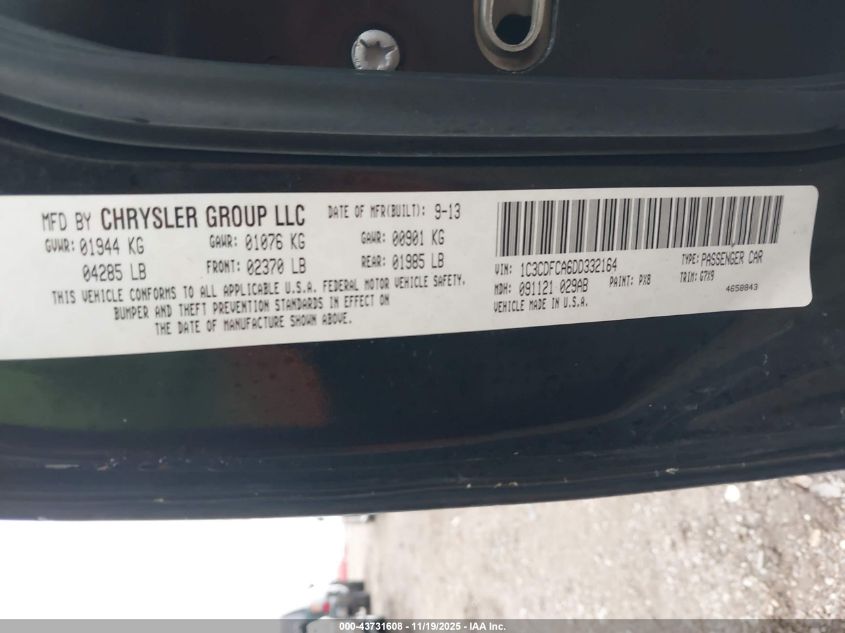 MFD BY CHRYSLER GROUP LLC DATE OF MFR(BUILT): 9-13
GVWR: 01944 KG GAWR: 01076 KG GAWR: 00901 KG
04285 LB FRONT: 02370 LB REAR: 01985 LB
THIS VEHICLE CONFORMS TO ALL APPLICABLE U.S.A. FEDERAL MOTOR VEHICLE SAFETY,
BUMPER AND THEFT PREVENTION STANDARDS IN EFFECT ON
THE DATE OF MANUFACTURE SHOWN ABOVE.
VIN: 1C3CDFCA6DD332164 TYPE: PASSENGER CAR
MDH: 091121 029AB PAINT: PX8 TRIM: G7X9
VEHICLE MADE IN U.S.A. 4658843
000-43731608 - 11/19/2025 - IAA Inc.